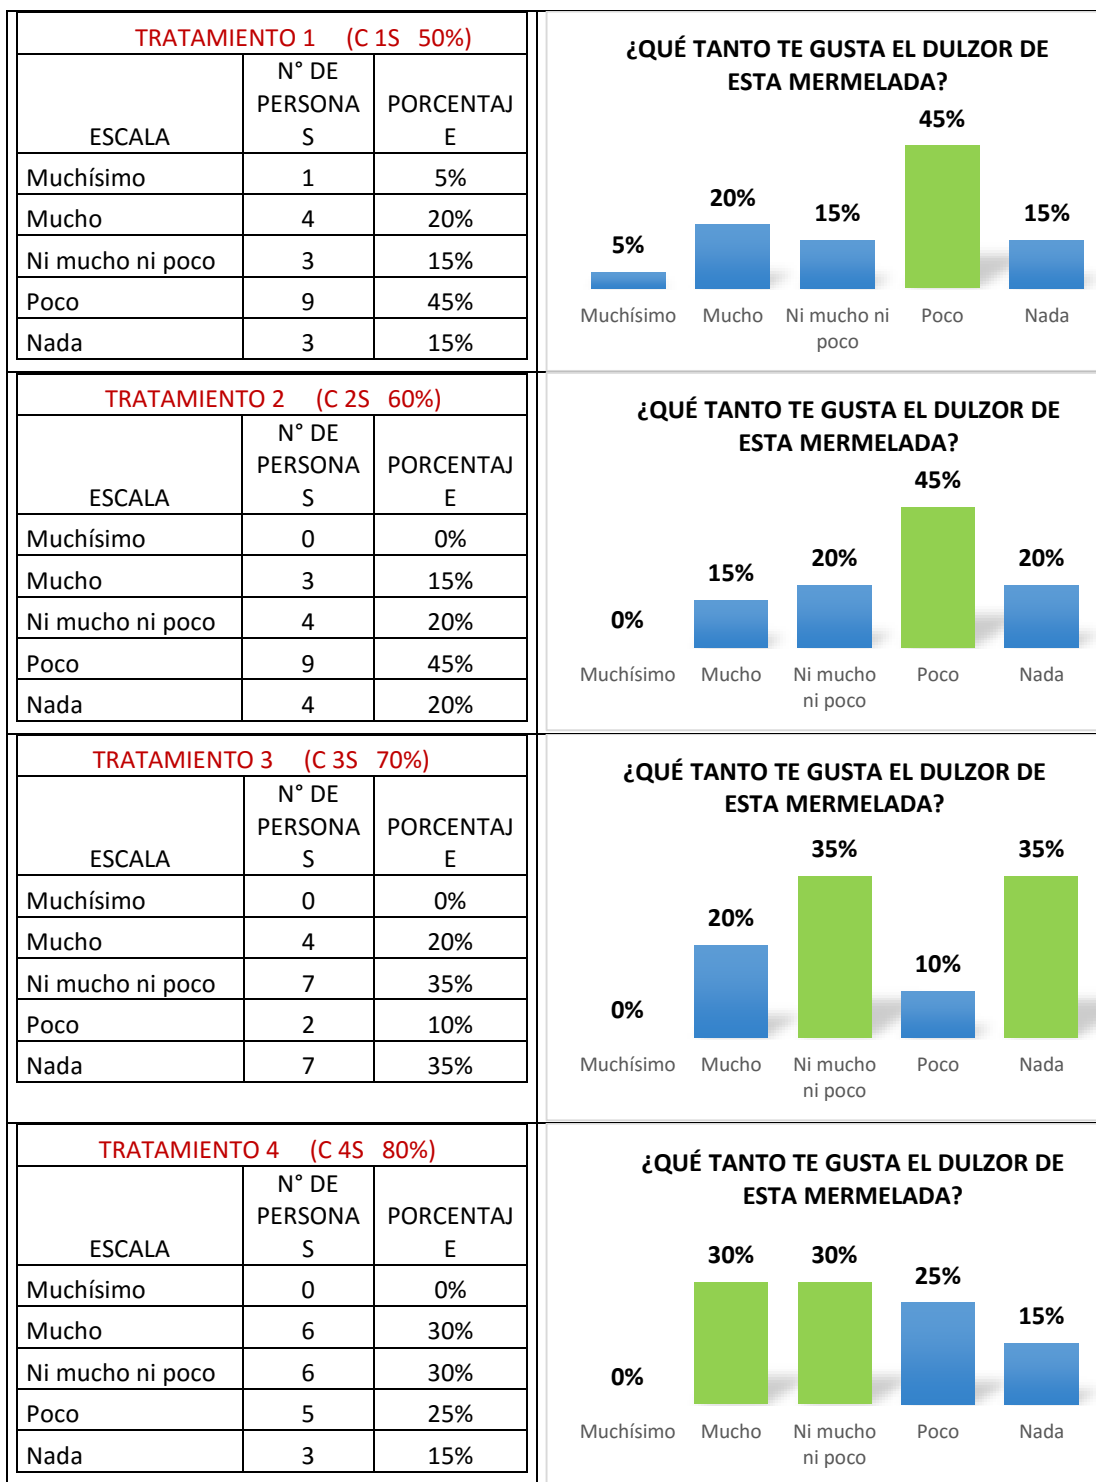 TRATAMIENTO 1 (C 1S 50%)
ESCALA
N° DE
PERSONA
S
PORCENTAJ
E
Muchísimo 1 5%
Mucho 4 20%
Ni mucho ni poco 3 15%
Poco 9 45%
Nada 3 15%
¿QUÉ TANTO TE GUSTA EL DULZOR DE
ESTA MERMELADA?
5% 20% 15% 45% 15%
Muchísimo Mucho Ni mucho ni Poco Nada
poco
TRATAMIENTO 2 (C 2S 60%)
ESCALA
N° DE
PERSONA
S
PORCENTAJ
E
Muchísimo 0 0%
Mucho 3 15%
Ni mucho ni poco 4 20%
Poco 9 45%
Nada 4 20%
¿QUÉ TANTO TE GUSTA EL DULZOR DE
ESTA MERMELADA?
0% 15% 20% 45% 20%
Muchísimo Mucho Ni mucho Poco Nada
ni poco
TRATAMIENTO 3 (C 3S 70%)
ESCALA
N° DE
PERSONA
S
PORCENTAJ
E
Muchísimo 0 0%
Mucho 4 20%
Ni mucho ni poco 7 35%
Poco 2 10%
Nada 7 35%
¿QUÉ TANTO TE GUSTA EL DULZOR DE
ESTA MERMELADA?
0% 20% 35% 10% 35%
Muchísimo Mucho Ni mucho Poco Nada
ni poco
TRATAMIENTO 4 (C 4S 80%)
ESCALA
N° DE
PERSONA
S
PORCENTAJ
E
Muchísimo 0 0%
Mucho 6 30%
Ni mucho ni poco 6 30%
Poco 5 25%
Nada 3 15%
¿QUÉ TANTO TE GUSTA EL DULZOR DE
ESTA MERMELADA?
0% 30% 30% 25% 15%
Muchísimo Mucho Ni mucho Poco Nada
ni poco